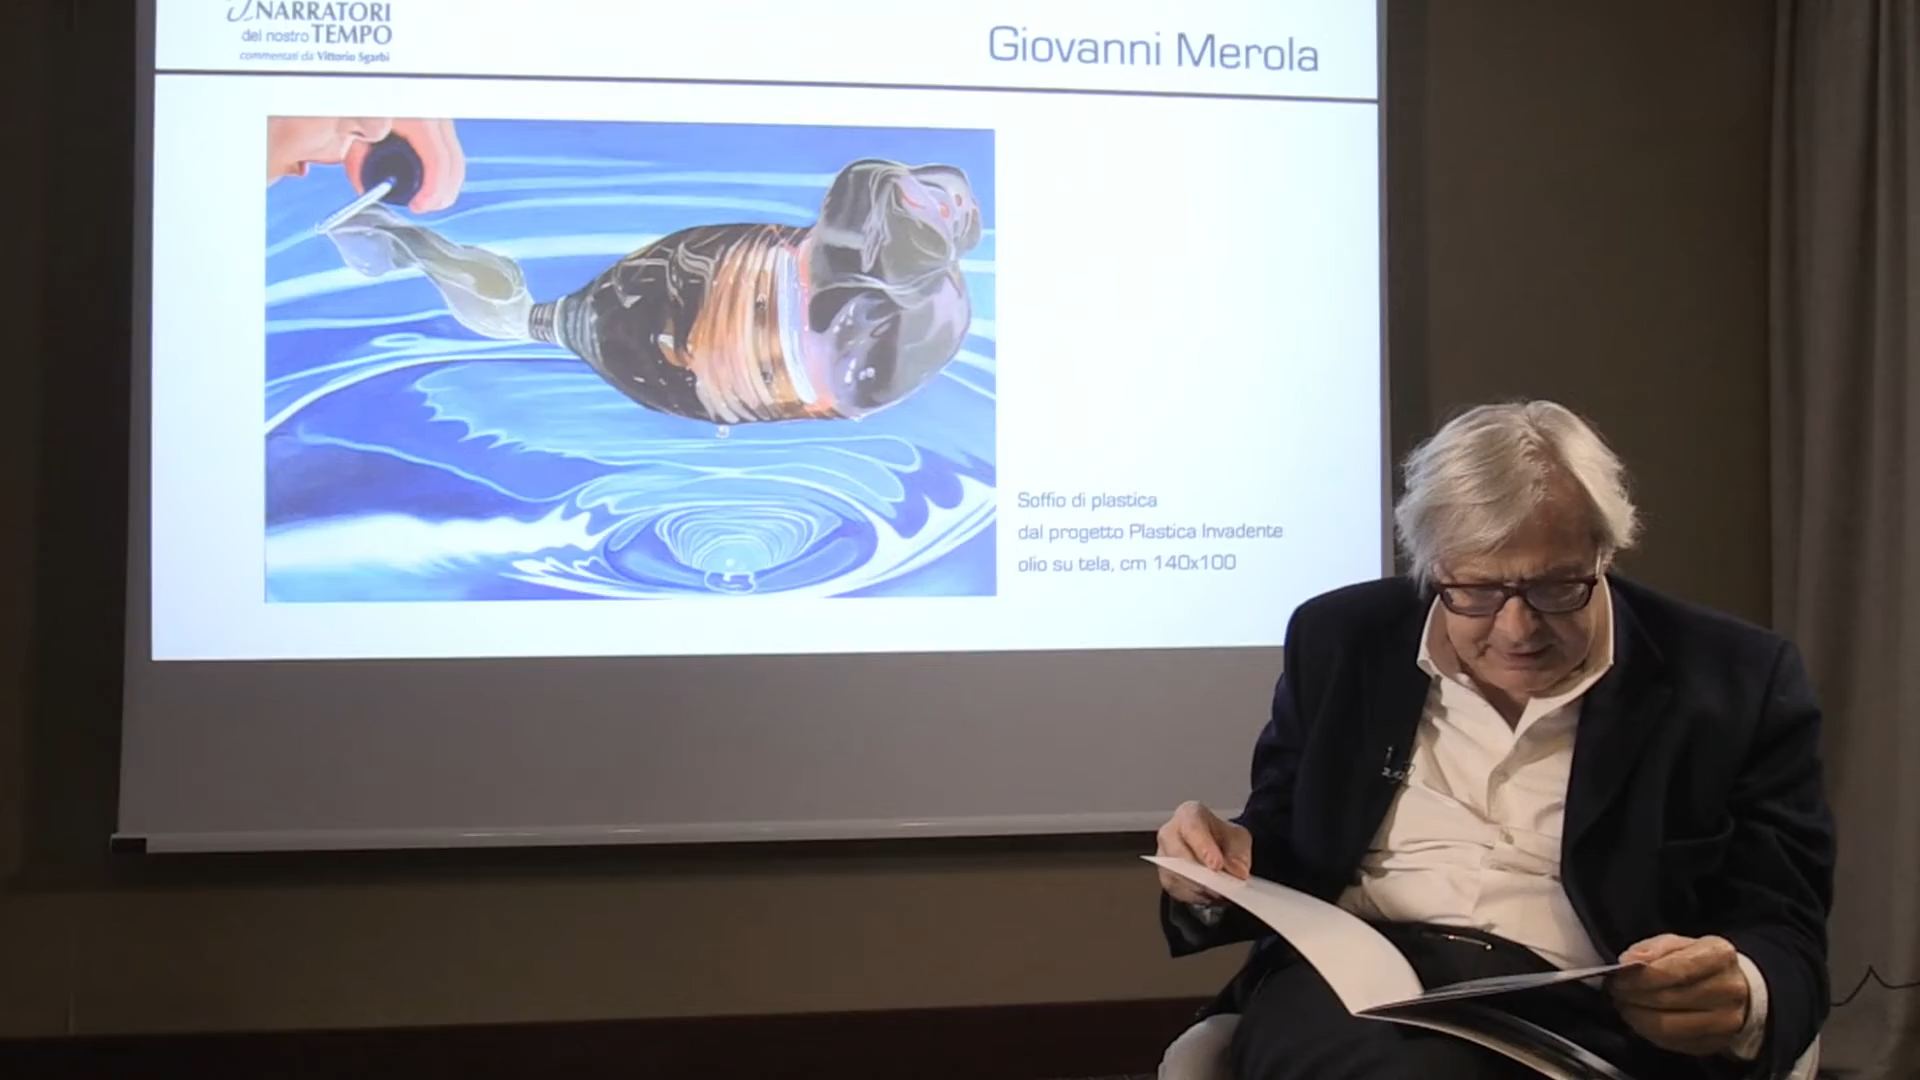 NARRATORI
del nostro TEMPO
commentati da Vittorio Sgarbi
Giovanni Merola
Soffio di plastica
dal progetto Plastica Invadente
olio su tela, cm 140x100